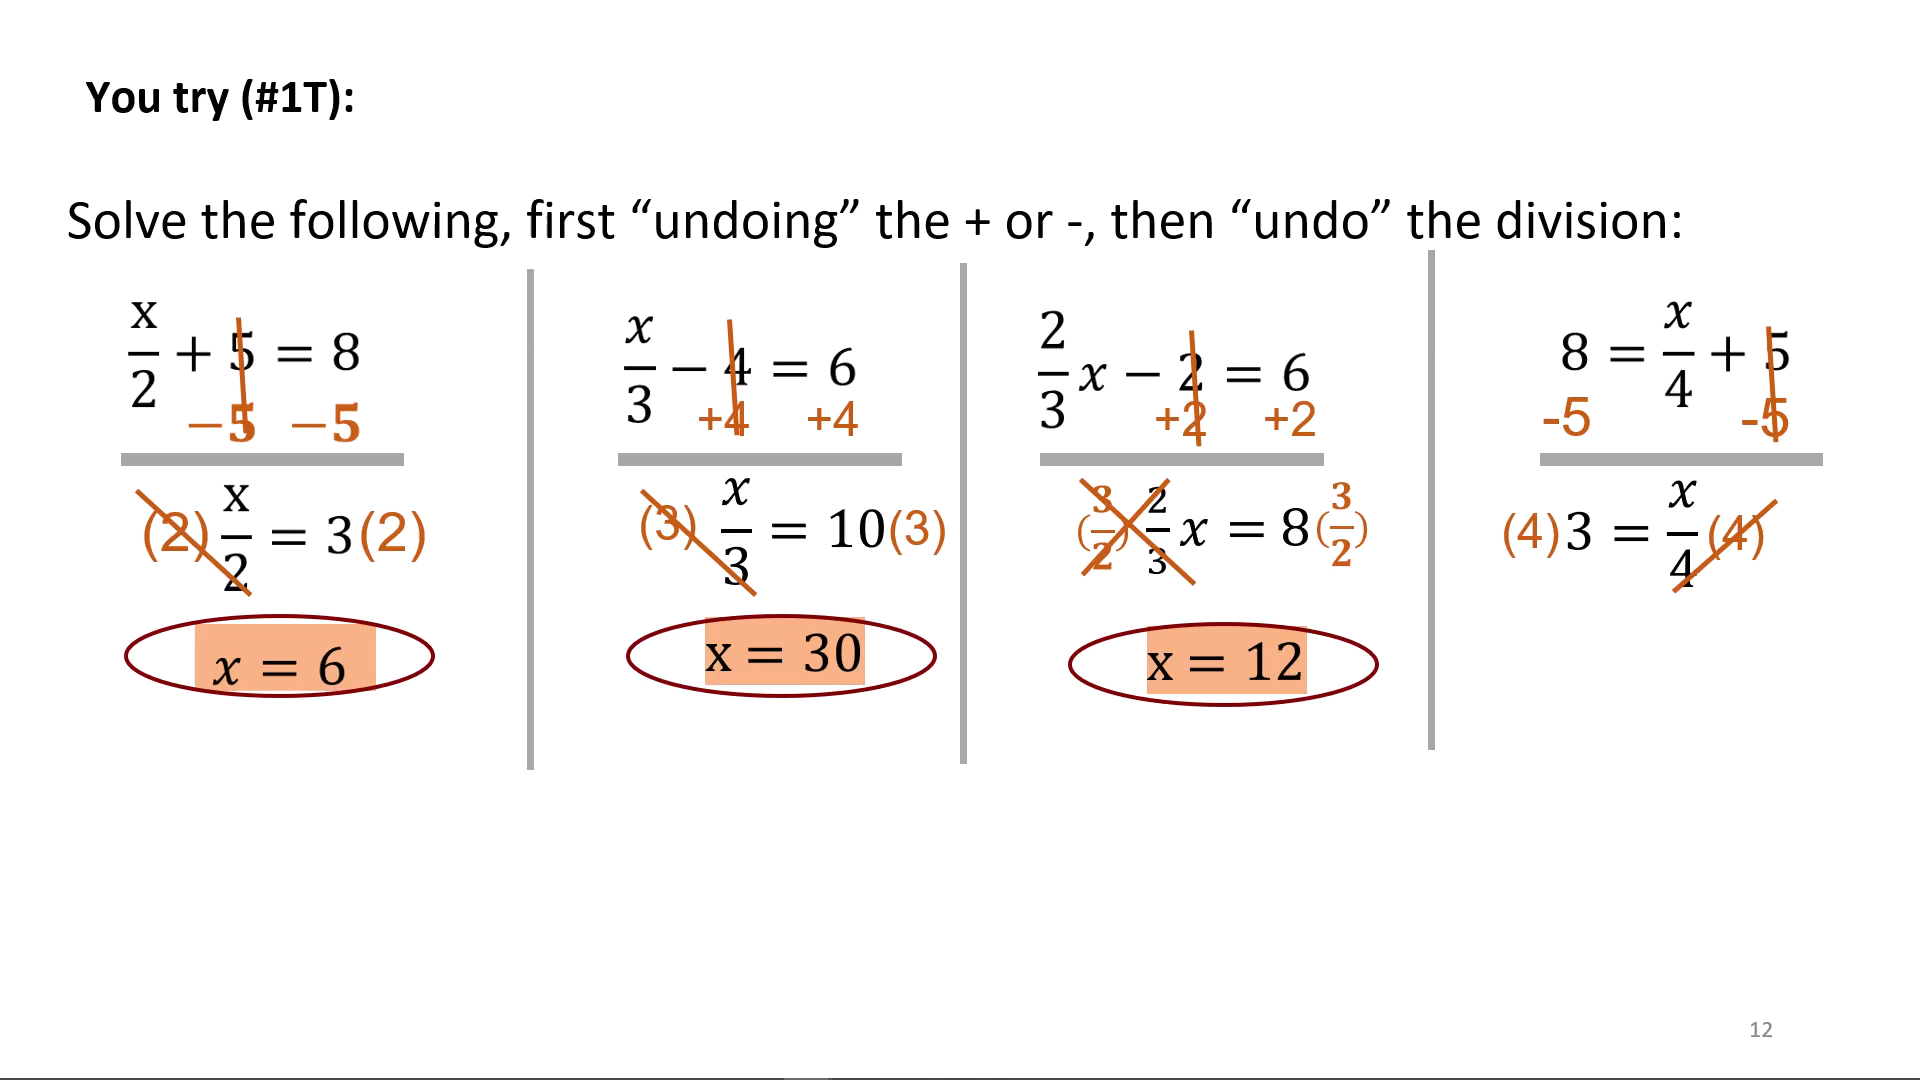 You try (#1T):
Solve the following, first “undoing” the + or -, then “undo” the division:
x/2 + 5 = 8
−5 −5
(2) x/2 = 3 (2)
x = 6
x/3 − 4 = 6
+4 +4
(3) x/3 = 10 (3)
x = 30
2/3 x − 2 = 6
+2 +2
(3/2) 2/3 x = 8 (3/2)
x = 12
8 = x/4 + 5
-5 -5
(4) 3 = x/4 (4)
12